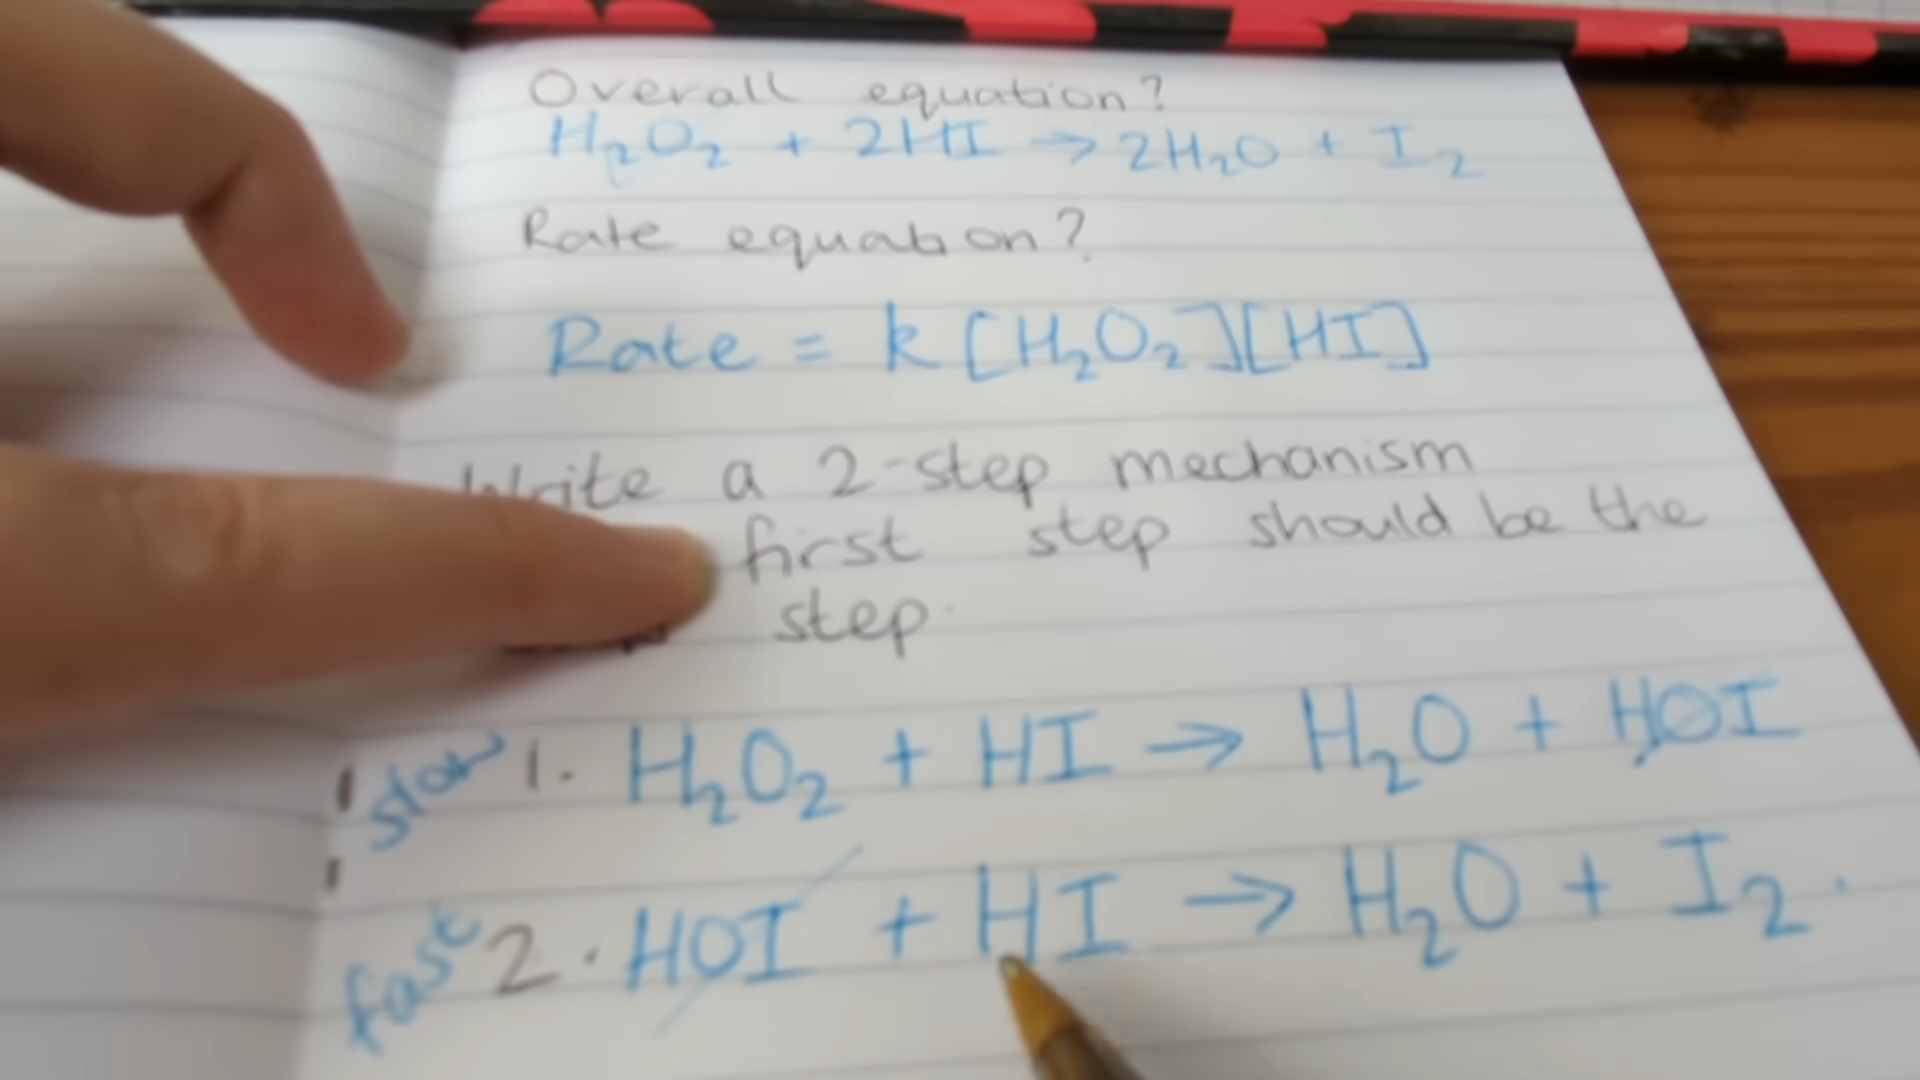 Overall equation?
H₂O₂ + 2HI → 2H₂O + I₂
Rate equation?
Rate = k [H₂O₂][HI]
Write a 2-step mechanism
first step should be the
step.
slow 1. H₂O₂ + HI → H₂O + HOI
fast 2. HOI + HI → H₂O + I₂.